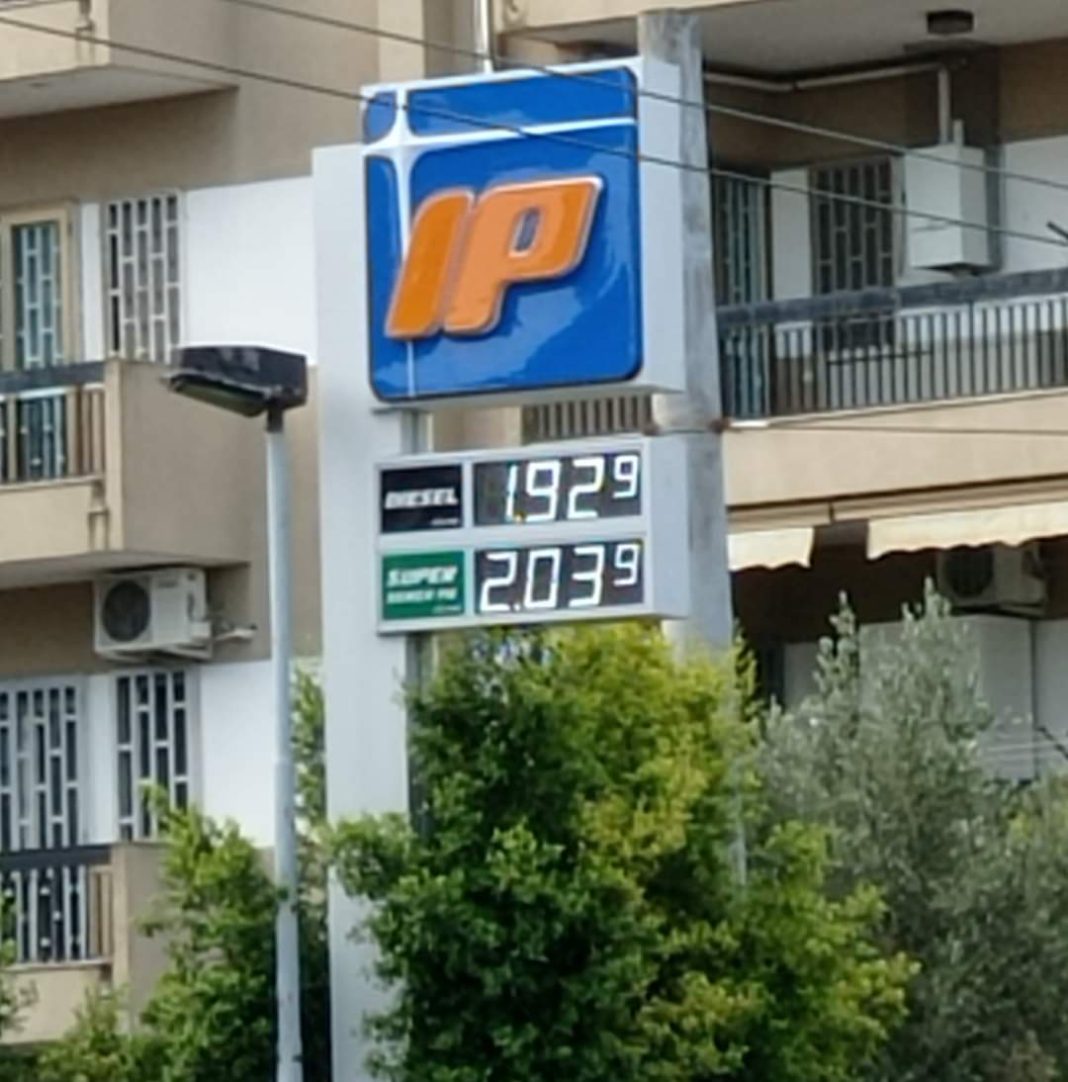 IP
DIESEL 1.929
SUPER 2.039